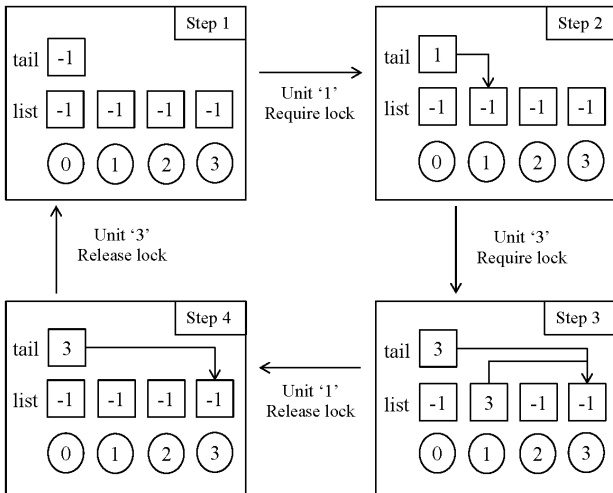 Step 1
tail -1
list -1 -1 -1 -1
0 1 2 3
Unit ‘1’
Require lock
Step 2
tail 1
list -1 -1 -1 -1
0 1 2 3
Unit ‘3’
Release lock
Unit ‘3’
Require lock
Step 4
tail 3
list -1 -1 -1 -1
0 1 2 3
Unit ‘1’
Release lock
Step 3
tail 3
list -1 3 -1 -1
0 1 2 3